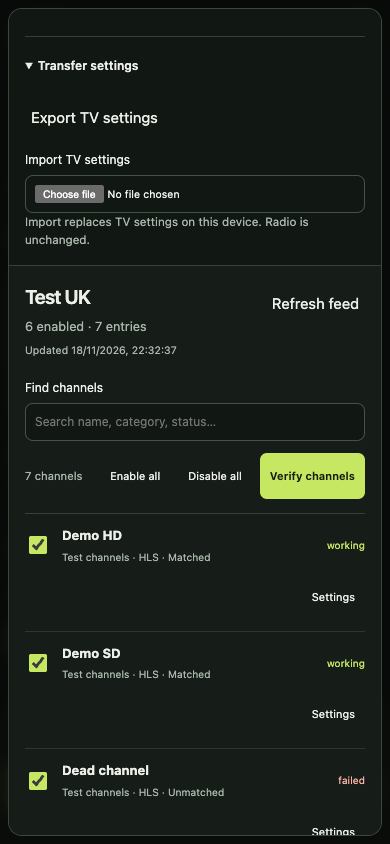 ▼ Transfer settings
Export TV settings
Import TV settings
Choose file No file chosen
Import replaces TV settings on this device. Radio is
unchanged.
Test UK
Refresh feed
6 enabled · 7 entries
Updated 18/11/2026, 22:32:37
Find channels
Search name, category, status...
7 channels Enable all Disable all Verify channels
Demo HD
working
Test channels · HLS · Matched
Settings
Demo SD
working
Test channels · HLS · Matched
Settings
Dead channel
failed
Test channels · HLS · Unmatched
Settings